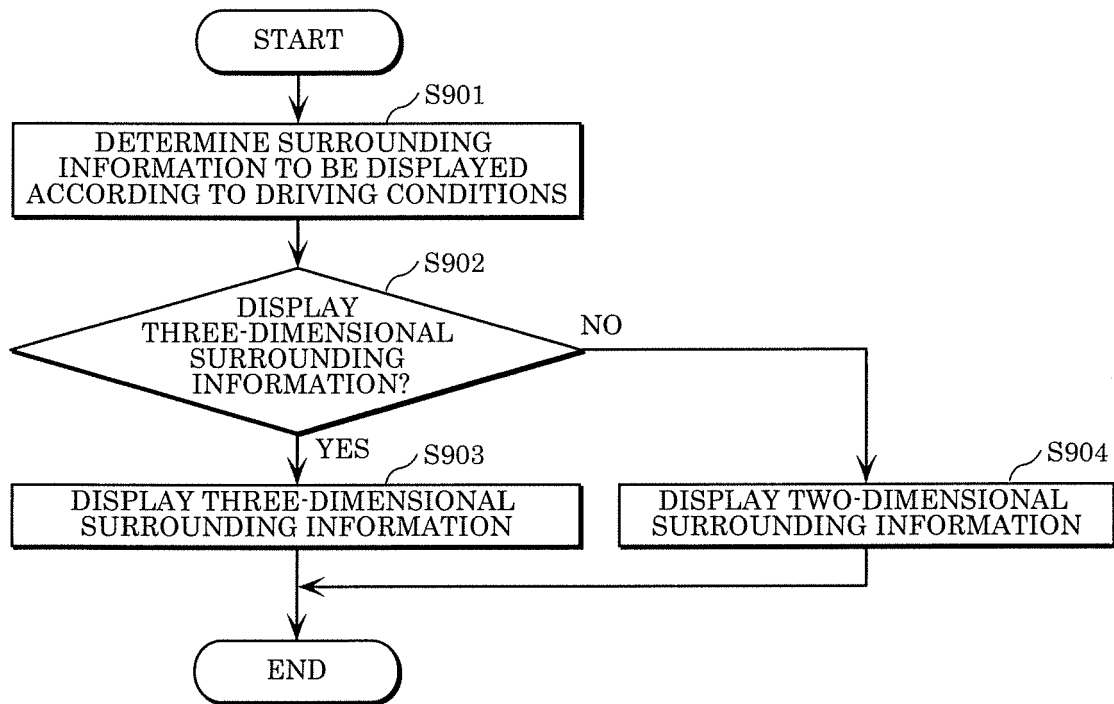 START
S901
DETERMINE SURROUNDING
INFORMATION TO BE DISPLAYED
ACCORDING TO DRIVING CONDITIONS
S902
DISPLAY
THREE-DIMENSIONAL
SURROUNDING
INFORMATION?
NO
YES
S903
DISPLAY THREE-DIMENSIONAL
SURROUNDING INFORMATION
S904
DISPLAY TWO-DIMENSIONAL
SURROUNDING INFORMATION
END